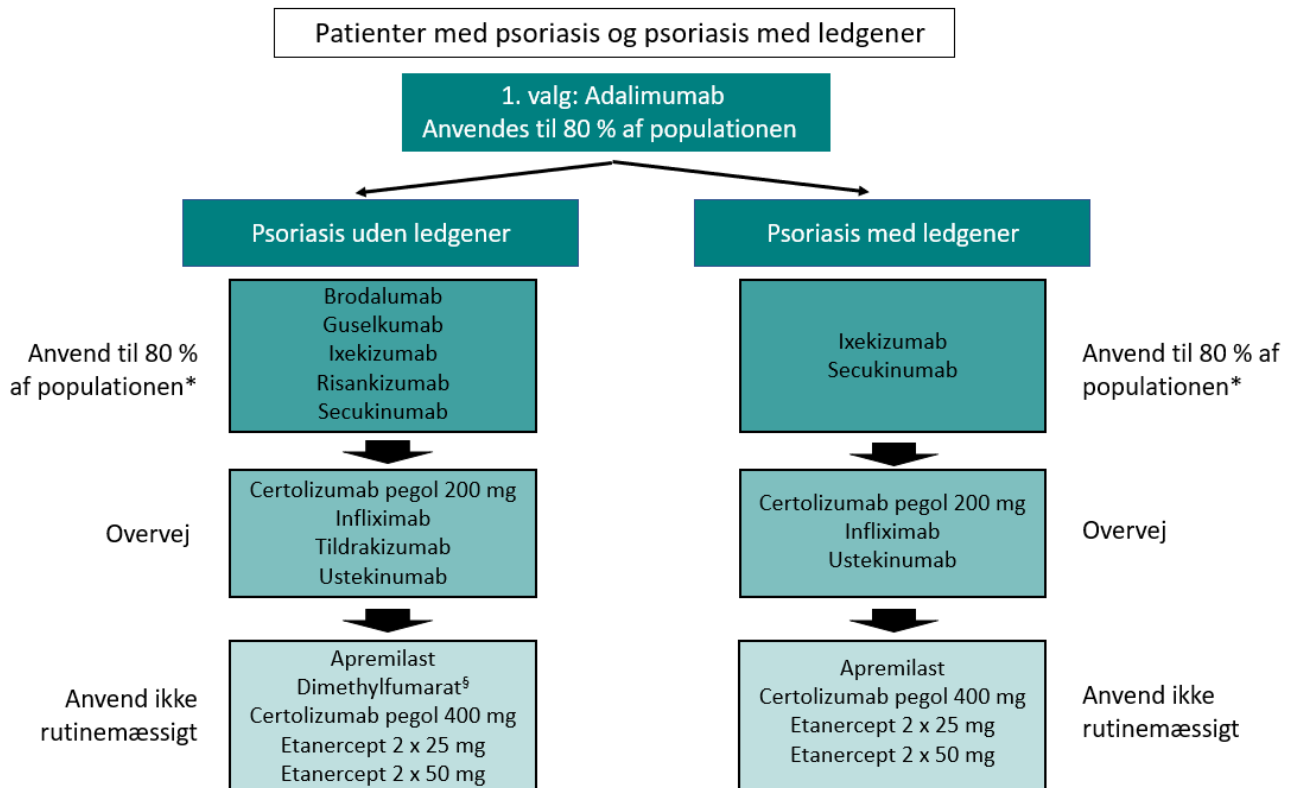 Patienter med psoriasis og psoriasis med ledgener
1. valg: Adalimumab
Anvendes til 80 % af populationen
Psoriasis uden ledgener
Psoriasis med ledgener
Anvend til 80 %
af populationen*
Brodalumab
Guselkumab
Ixekizumab
Risankizumab
Secukinumab
Ixekizumab
Secukinumab
Anvend til 80 % af
populationen*
Overvej
Certolizumab pegol 200 mg
Infliximab
Tildrakizumab
Ustekinumab
Certolizumab pegol 200 mg
Infliximab
Ustekinumab
Overvej
Anvend ikke
rutinemæssigt
Apremilast
Dimethylfumarat§
Certolizumab pegol 400 mg
Etanercept 2 x 25 mg
Etanercept 2 x 50 mg
Apremilast
Certolizumab pegol 400 mg
Etanercept 2 x 25 mg
Etanercept 2 x 50 mg
Anvend ikke
rutinemæssigt